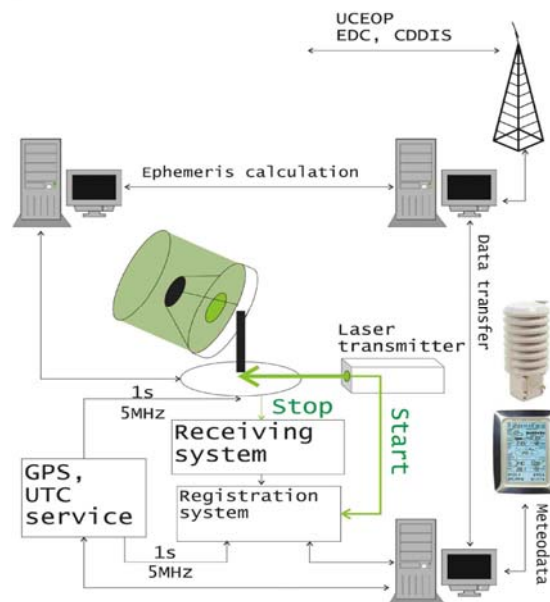 UCEOP
EDC, CDDIS
Ephemeris calculation
Data transfer
Laser
transmitter
1s
5MHz
Stop
Start
Receiving
system
GPS,
UTC
service
Registration
system
1s
5MHz
Meteodata